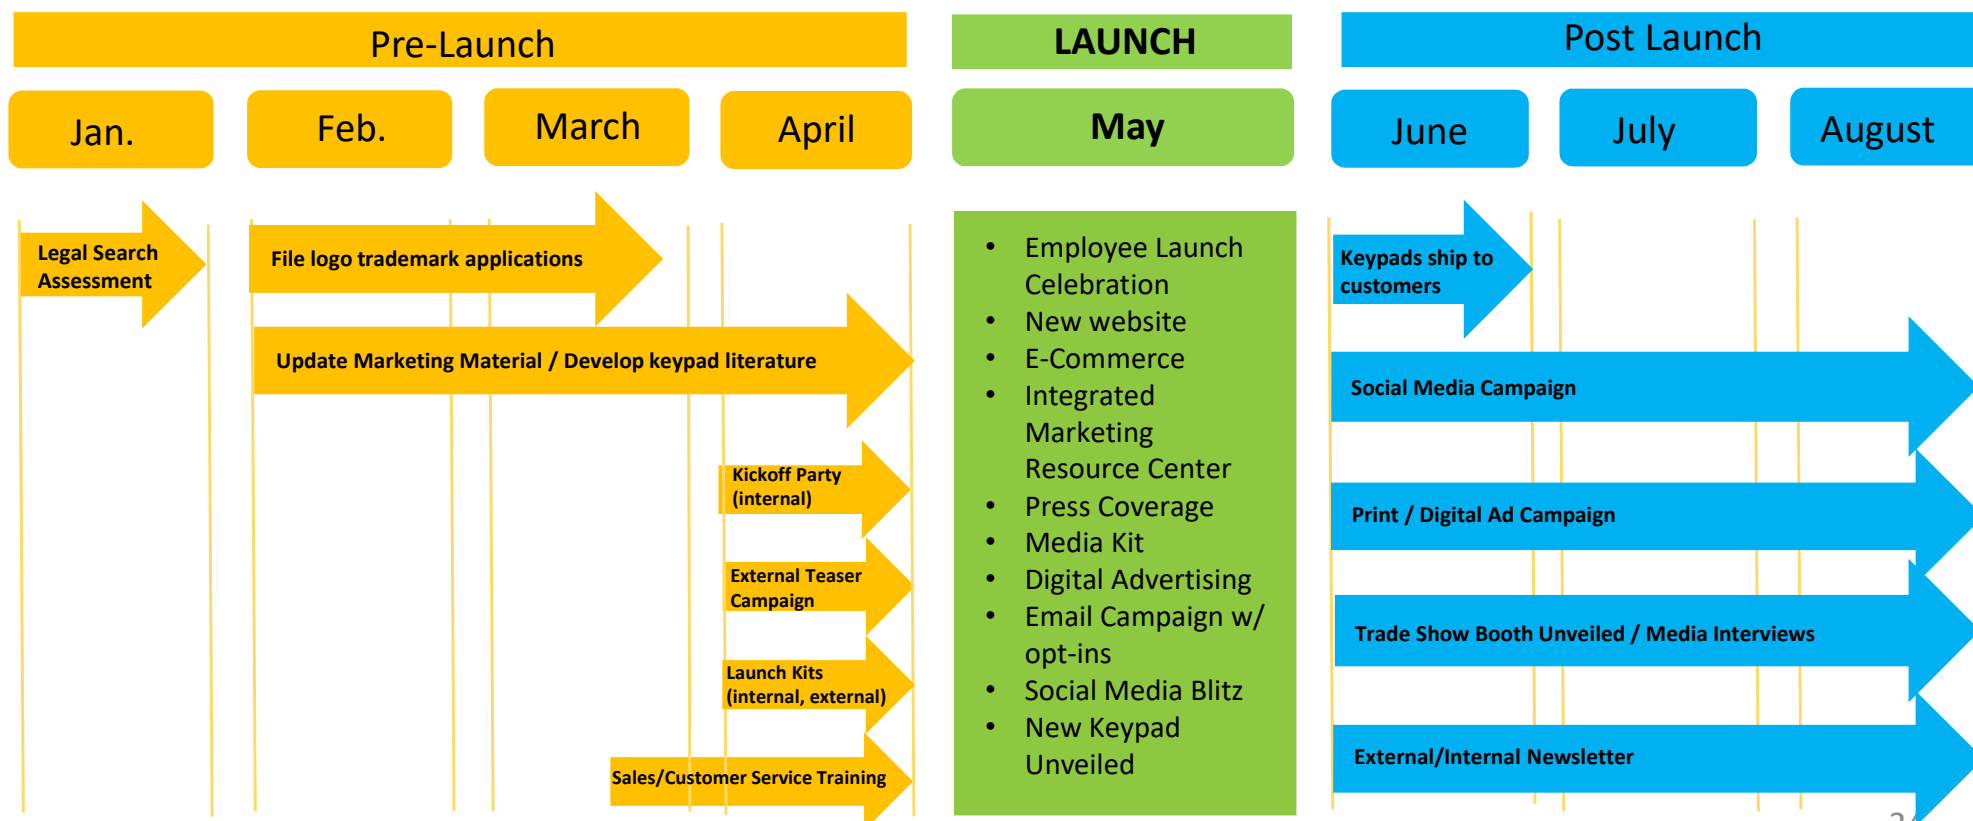 Pre-Launch
LAUNCH
Post Launch
Jan.
Feb.
March
April
May
June
July
August
Legal Search
Assessment
File logo trademark applications
Update Marketing Material / Develop keypad literature
Kickoff Party
(internal)
External Teaser
Campaign
Launch Kits
(internal, external)
Sales/Customer Service Training
• Employee Launch
Celebration
• New website
• E-Commerce
• Integrated
Marketing
Resource Center
• Press Coverage
• Media Kit
• Digital Advertising
• Email Campaign w/
opt-ins
• Social Media Blitz
• New Keypad
Unveiled
Keypads ship to
customers
Social Media Campaign
Print / Digital Ad Campaign
Trade Show Booth Unveiled / Media Interviews
External/Internal Newsletter